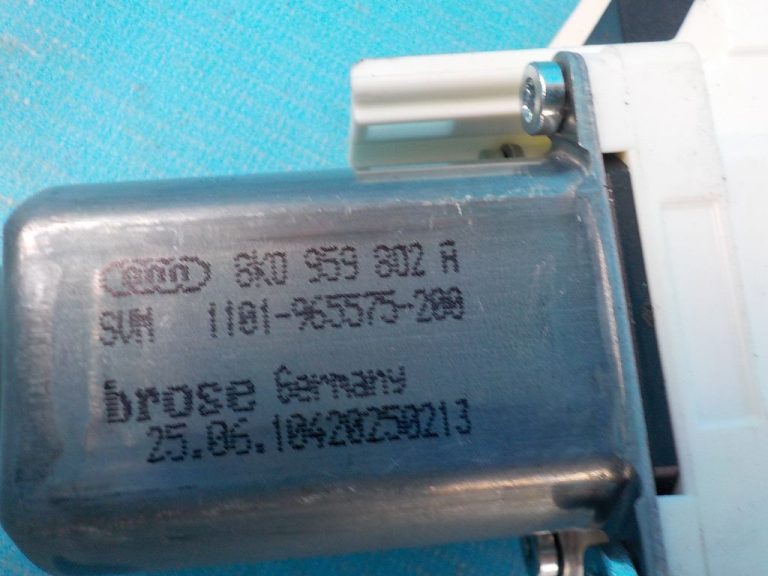 8K0 959 802 A
SVM 1101-965575-200
brose Germany
25.06.10420250213